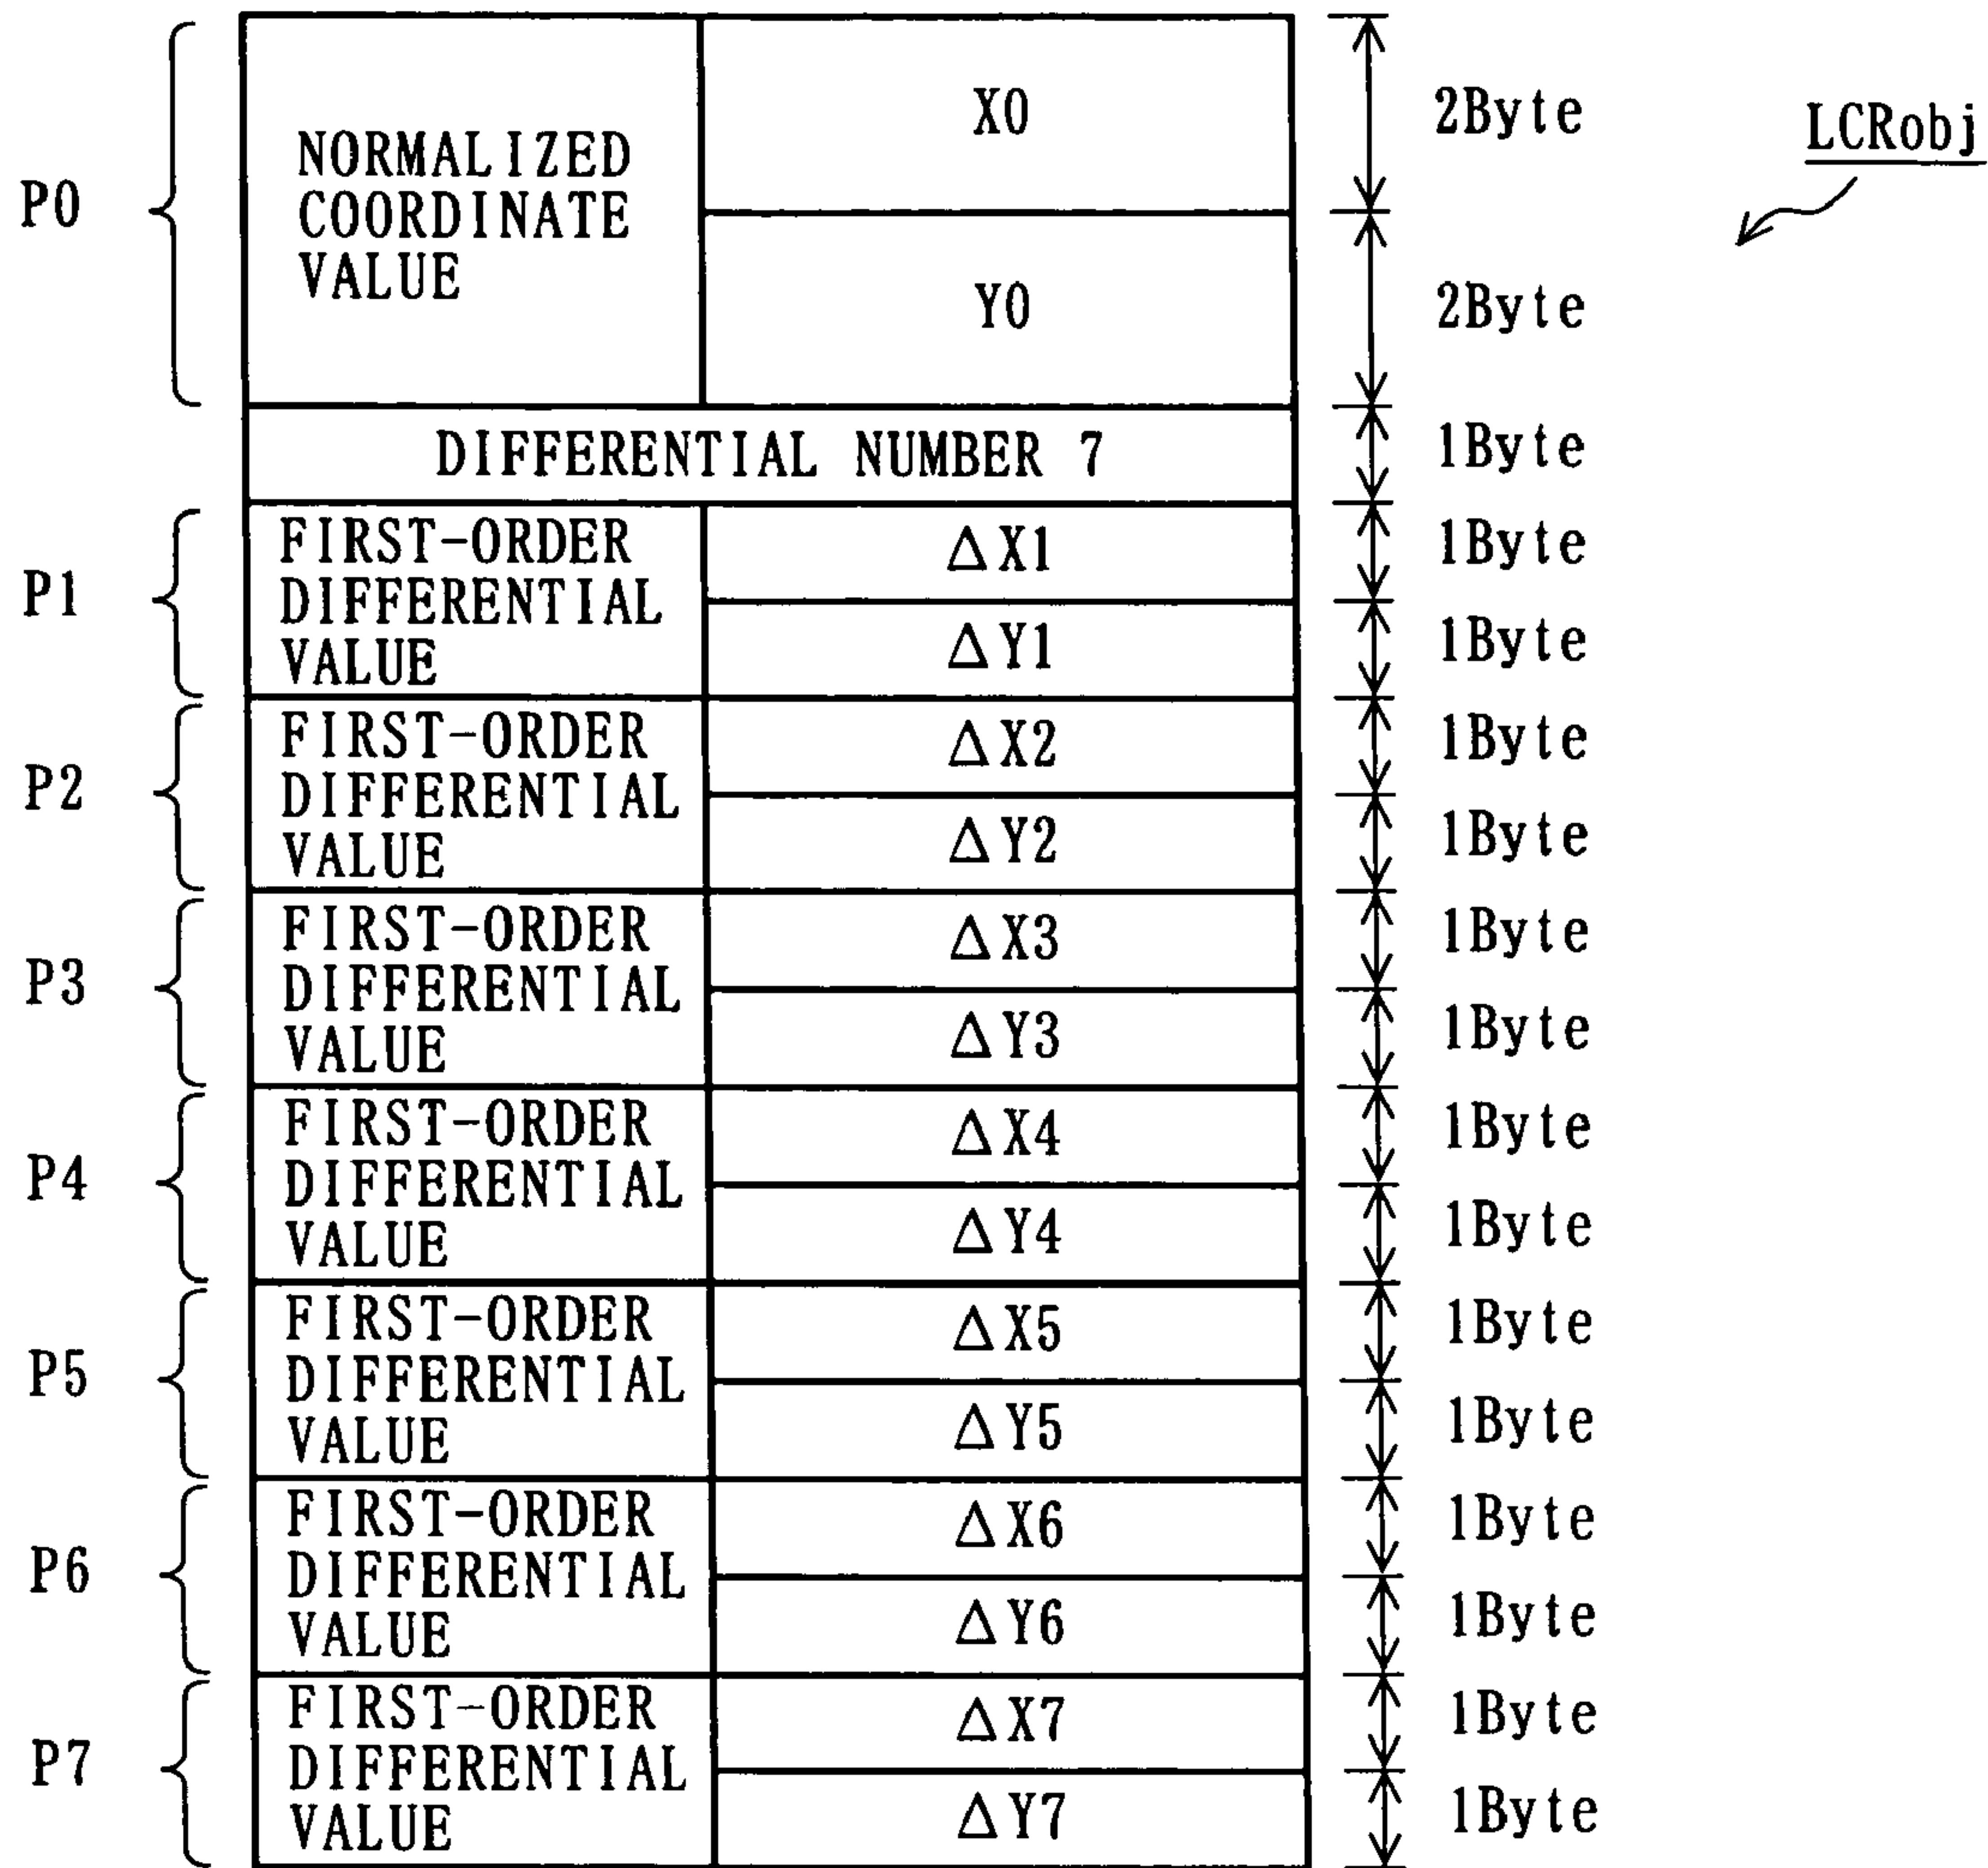 P0
NORMALIZED
COORDINATE
VALUE
X0
2Byte
Y0
2Byte
LCRobj
DIFFERENTIAL NUMBER 7
1Byte
P1
FIRST-ORDER
DIFFERENTIAL
VALUE
ΔX1
1Byte
ΔY1
1Byte
P2
FIRST-ORDER
DIFFERENTIAL
VALUE
ΔX2
1Byte
ΔY2
1Byte
P3
FIRST-ORDER
DIFFERENTIAL
VALUE
ΔX3
1Byte
ΔY3
1Byte
P4
FIRST-ORDER
DIFFERENTIAL
VALUE
ΔX4
1Byte
ΔY4
1Byte
P5
FIRST-ORDER
DIFFERENTIAL
VALUE
ΔX5
1Byte
ΔY5
1Byte
P6
FIRST-ORDER
DIFFERENTIAL
VALUE
ΔX6
1Byte
ΔY6
1Byte
P7
FIRST-ORDER
DIFFERENTIAL
VALUE
ΔX7
1Byte
ΔY7
1Byte